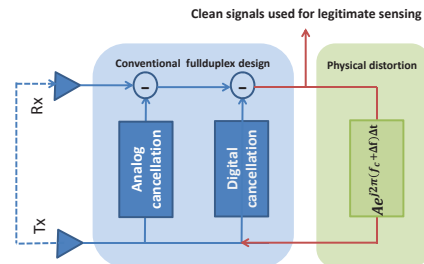 Clean signals used for legitimate sensing
Conventional fullduplex design
Physical distortion
Rx
-
-
Analog
cancellation
Digital
cancellation
Ae^{J2π(f_c+Δf)Δt}
Tx